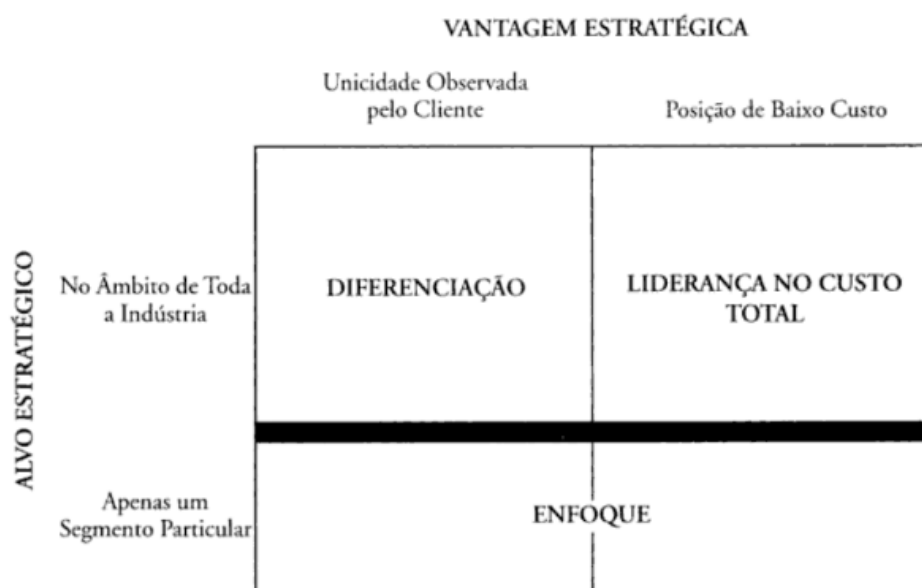 VANTAGEM ESTRATÉGICA
Unicidade Observada
pelo Cliente
Posição de Baixo Custo
ALVO ESTRATÉGICO
No Âmbito de Toda
a Indústria
DIFERENCIAÇÃO
LIDERANÇA NO CUSTO
TOTAL
Apenas um
Segmento Particular
ENFOQUE